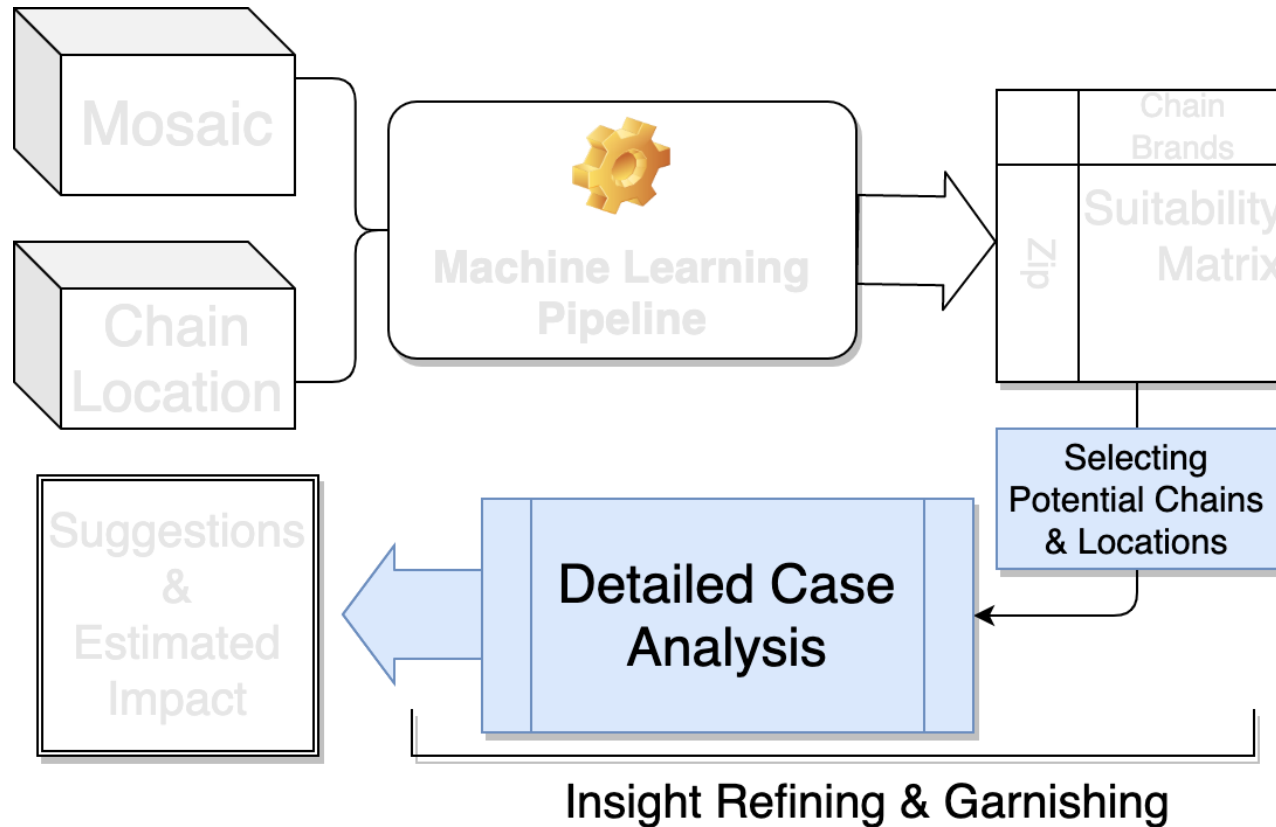 Mosaic
Chain
Location
Machine Learning
Pipeline
Chain
Brands
Zip
Suitability
Matrix
Selecting
Potential Chains
& Locations
Detailed Case
Analysis
Suggestions
&
Estimated
Impact
Insight Refining & Garnishing